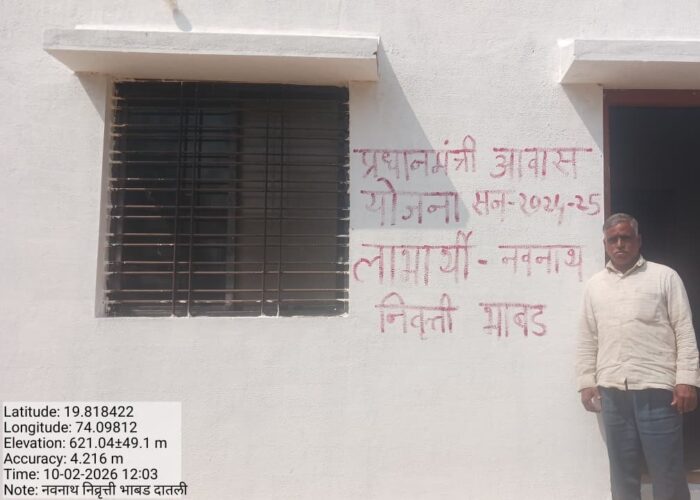 प्रधानमंत्री आवास
योजना सन-२०२४-25
लाभार्थी - नवनाथ
निवृत्ती भाबड
Latitude: 19.818422
Longitude: 74.09812
Elevation: 621.04±49.1 m
Accuracy: 4.216 m
Time: 10-02-2026 12:03
Note: नवनाथ निवृत्ती भाबड दातली